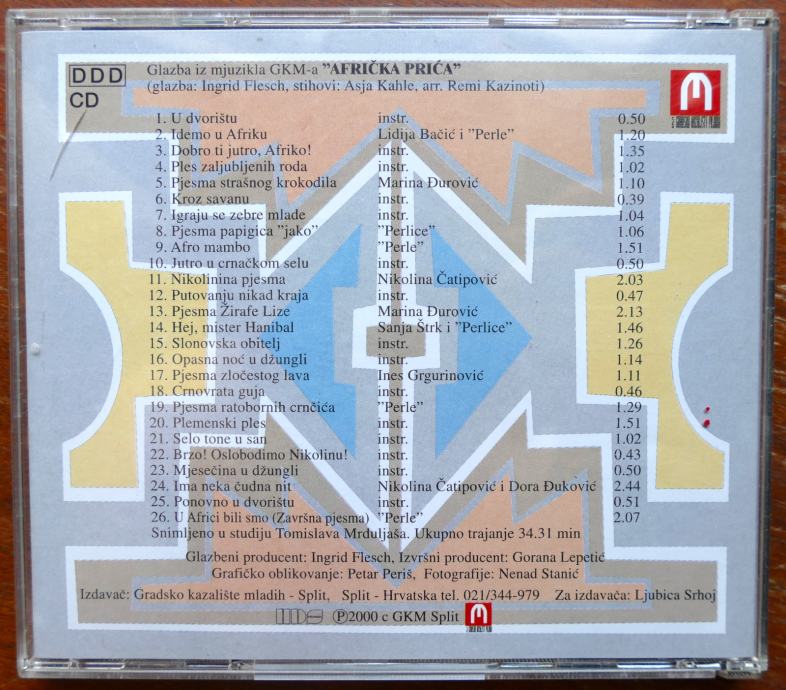 DDD
CD
Glazba iz mjuzikla GKM-a ”AFRIČKA PRIĆA”
(glazba: Ingrid Flesch, stihovi: Asja Kahle, arr. Remi Kazinoti)
1. U dvorištu instr. 0.50
2. Idemo u Afriku Lidija Bačić i ”Perle” 1.20
3. Dobro ti jutro, Afriko! instr. 1.35
4. Ples zaljubljenih roda instr. 1.02
5. Pjesma strašnog krokodila Marina Đurović 1.10
6. Kroz savanu instr. 0.39
7. Igraju se zebre mlade instr. 1.04
8. Pjesma papigica ”jako” ”Perlice” 1.06
9. Afro mambo ”Perle” 1.51
10. Jutro u crnačkom selu instr. 0.50
11. Nikolinina pjesma Nikolina Čatipović 2.03
12. Putovanju nikad kraja instr. 0.47
13. Pjesma Žirafe Lize Marina Đurović 2.13
14. Hej, mister Hanibal Sanja Štrk i ”Perlice” 1.46
15. Slonovska obitelj instr. 1.26
16. Opasna noć u džungli instr. 1.14
17. Pjesma zločestog lava Ines Grgurinović 1.11
18. Crnovrata guja instr. 0.46
19. Pjesma ratobornih crnčića ”Perle” 1.29
20. Plemenski ples instr. 1.51
21. Selo tone u san instr. 1.02
22. Brzo! Oslobodimo Nikolinu! instr. 0.43
23. Mjesečina u džungli instr. 0.50
24. Ima neka čudna nit Nikolina Čatipović i Dora Đuković 2.44
25. Ponovno u dvorištu instr. 0.51
26. U Africi bili smo (Završna pjesma) ”Perle” 2.07
Snimljeno u studiju Tomislava Mrduljaša. Ukupno trajanje 34.31 min
Glazbeni producent: Ingrid Flesch, Izvršni producent: Gorana Lepetić
Grafičko oblikovanje: Petar Periš, Fotografije: Nenad Stanić
Izdavač: Gradsko kazalište mladih - Split, Split - Hrvatska tel. 021/344-979 Za izdavača: Ljubica Srhoj
℗2000 c GKM Split